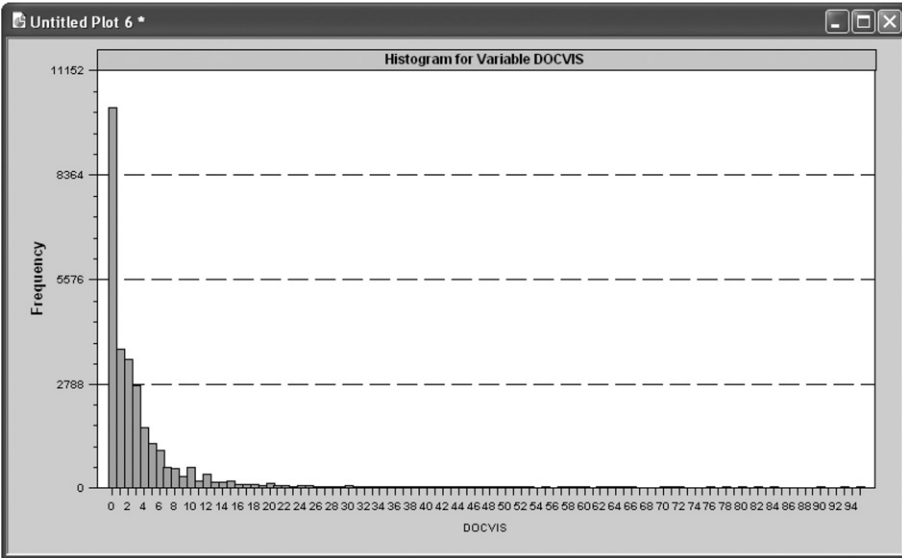 Untitled Plot 6 *
Histogram for Variable DOCVIS
11152
8364
5576
2788
0
Frequency
0 2 4 6 8 10 12 14 16 18 20 22 24 26 28 30 32 34 36 38 40 42 44 46 48 50 52 54 56 58 60 62 64 66 68 70 72 74 76 78 80 82 84 86 88 90 92 94
DOCVIS